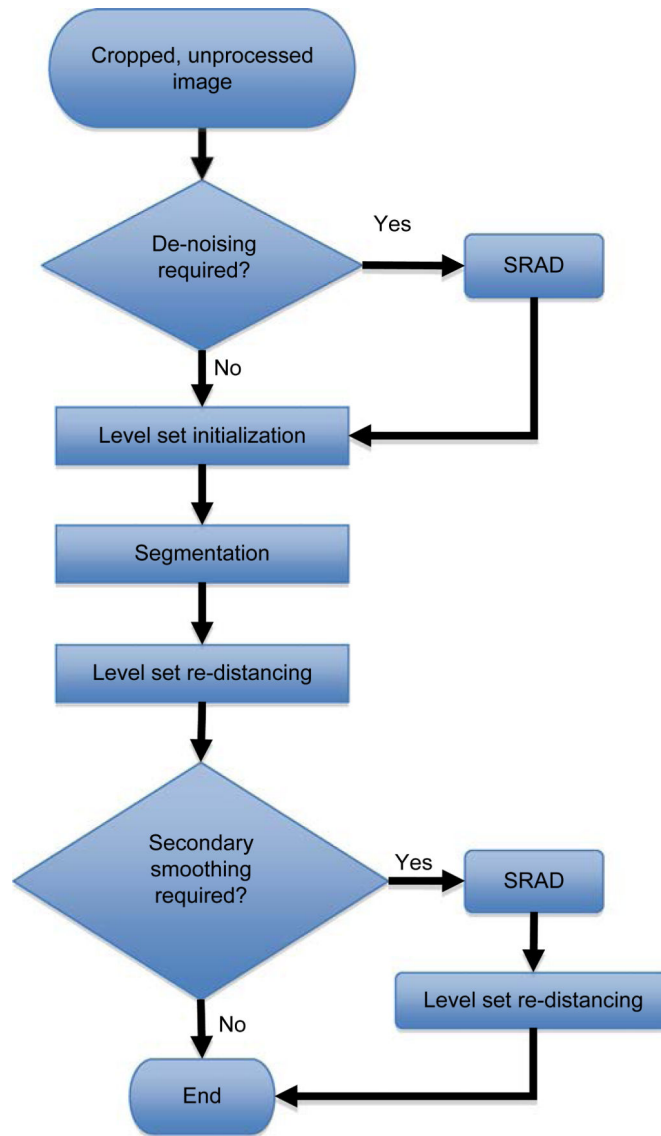 Cropped, unprocessed
image
De-noising
required?
Yes
SRAD
No
Level set initialization
Segmentation
Level set re-distancing
Secondary
smoothing
required?
Yes
SRAD
Level set re-distancing
No
End